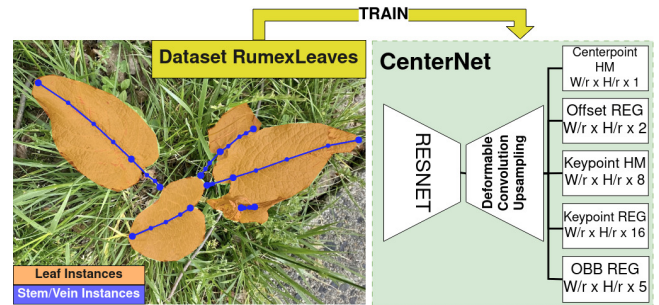 TRAIN
Dataset RumexLeaves
Leaf Instances
Stem/Vein Instances
CenterNet
RESNET
Deformable
Convolution
Upsampling
Centerpoint
HM
W/r x H/r x 1
Offset REG
W/r x H/r x 2
Keypoint HM
W/r x H/r x 8
Keypoint REG
W/r x H/r x 16
OBB REG
W/r x H/r x 5